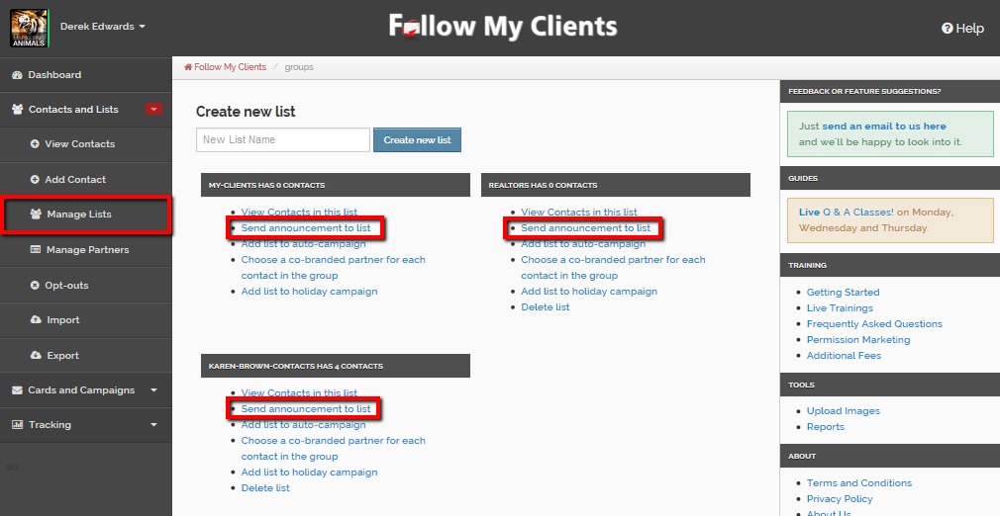 MARKETING
ANIMALS
Derek Edwards
Follow My Clients
Help
Dashboard
Contacts and Lists
View Contacts
Add Contact
Manage Lists
Manage Partners
Opt-outs
Import
Export
Cards and Campaigns
Tracking
Follow My Clients / groups
Create new list
New List Name
Create new list
MY-CLIENTS HAS 0 CONTACTS
View Contacts in this list
Send announcement to list
Add list to auto-campaign
Choose a co-branded partner for each
contact in the group
Add list to holiday campaign
REALTORS HAS 0 CONTACTS
View Contacts in this list
Send announcement to list
Add list to auto-campaign
Choose a co-branded partner for each
contact in the group
Add list to holiday campaign
Delete list
KAREN-BROWN-CONTACTS HAS 4 CONTACTS
View Contacts in this list
Send announcement to list
Add list to auto-campaign
Choose a co-branded partner for each
contact in the group
Add list to holiday campaign
Delete list
FEEDBACK OR FEATURE SUGGESTIONS?
Just send an email to us here
and we'll be happy to look into it.
GUIDES
Live Q & A Classes! on Monday,
Wednesday and Thursday.
TRAINING
Getting Started
Live Trainings
Frequently Asked Questions
Permission Marketing
Additional Fees
TOOLS
Upload Images
Reports
ABOUT
Terms and Conditions
Privacy Policy
About Us